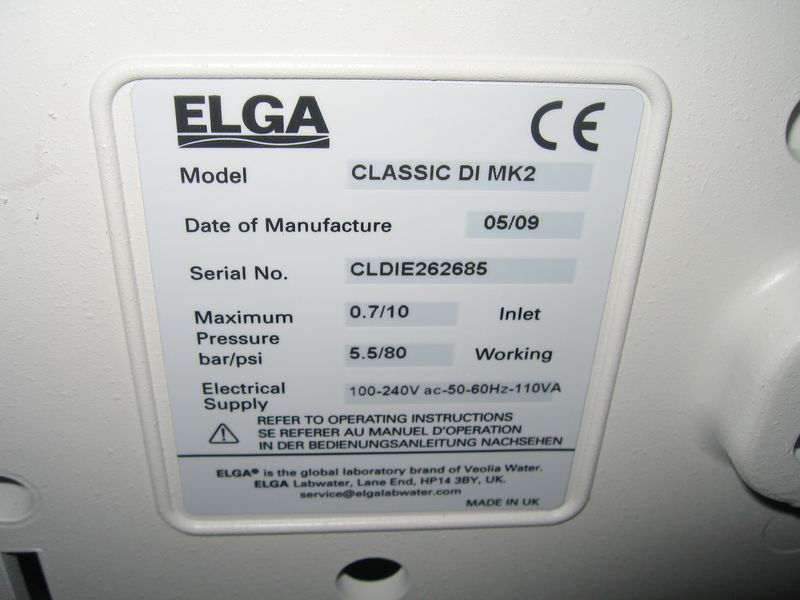 ELGA CE
Model CLASSIC DI MK2
Date of Manufacture 05/09
Serial No. CLDIE262685
Maximum 0.7/10 Inlet
Pressure
bar/psi 5.5/80 Working
Electrical 100-240V ac-50-60Hz-110VA
Supply
REFER TO OPERATING INSTRUCTIONS
SE REFERER AU MANUEL D'OPERATION
IN DER BEDIENUNGSANLEITUNG NACHSEHEN
ELGA® is the global laboratory brand of Veolia Water.
ELGA Labwater, Lane End, HP14 3BY, UK.
service@elgalabwater.com
MADE IN UK